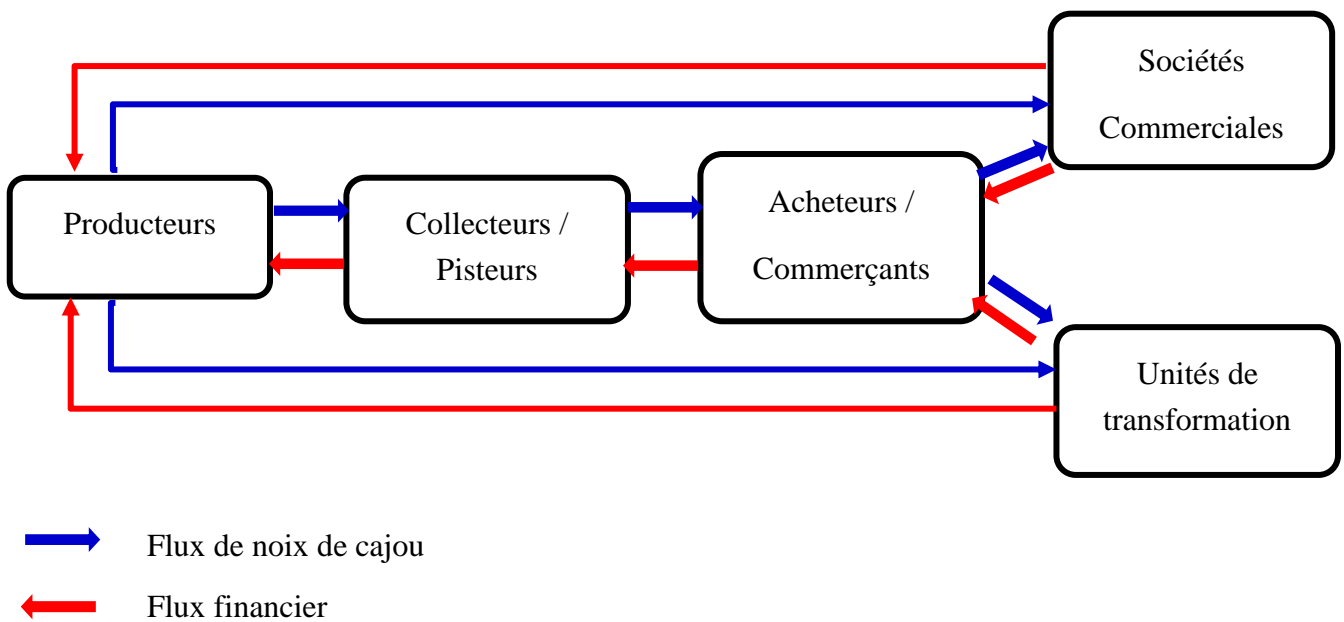 Sociétés
Commerciales
Producteurs
Collecteurs /
Pisteurs
Acheteurs /
Commerçants
Unités de
transformation
Flux de noix de cajou
Flux financier